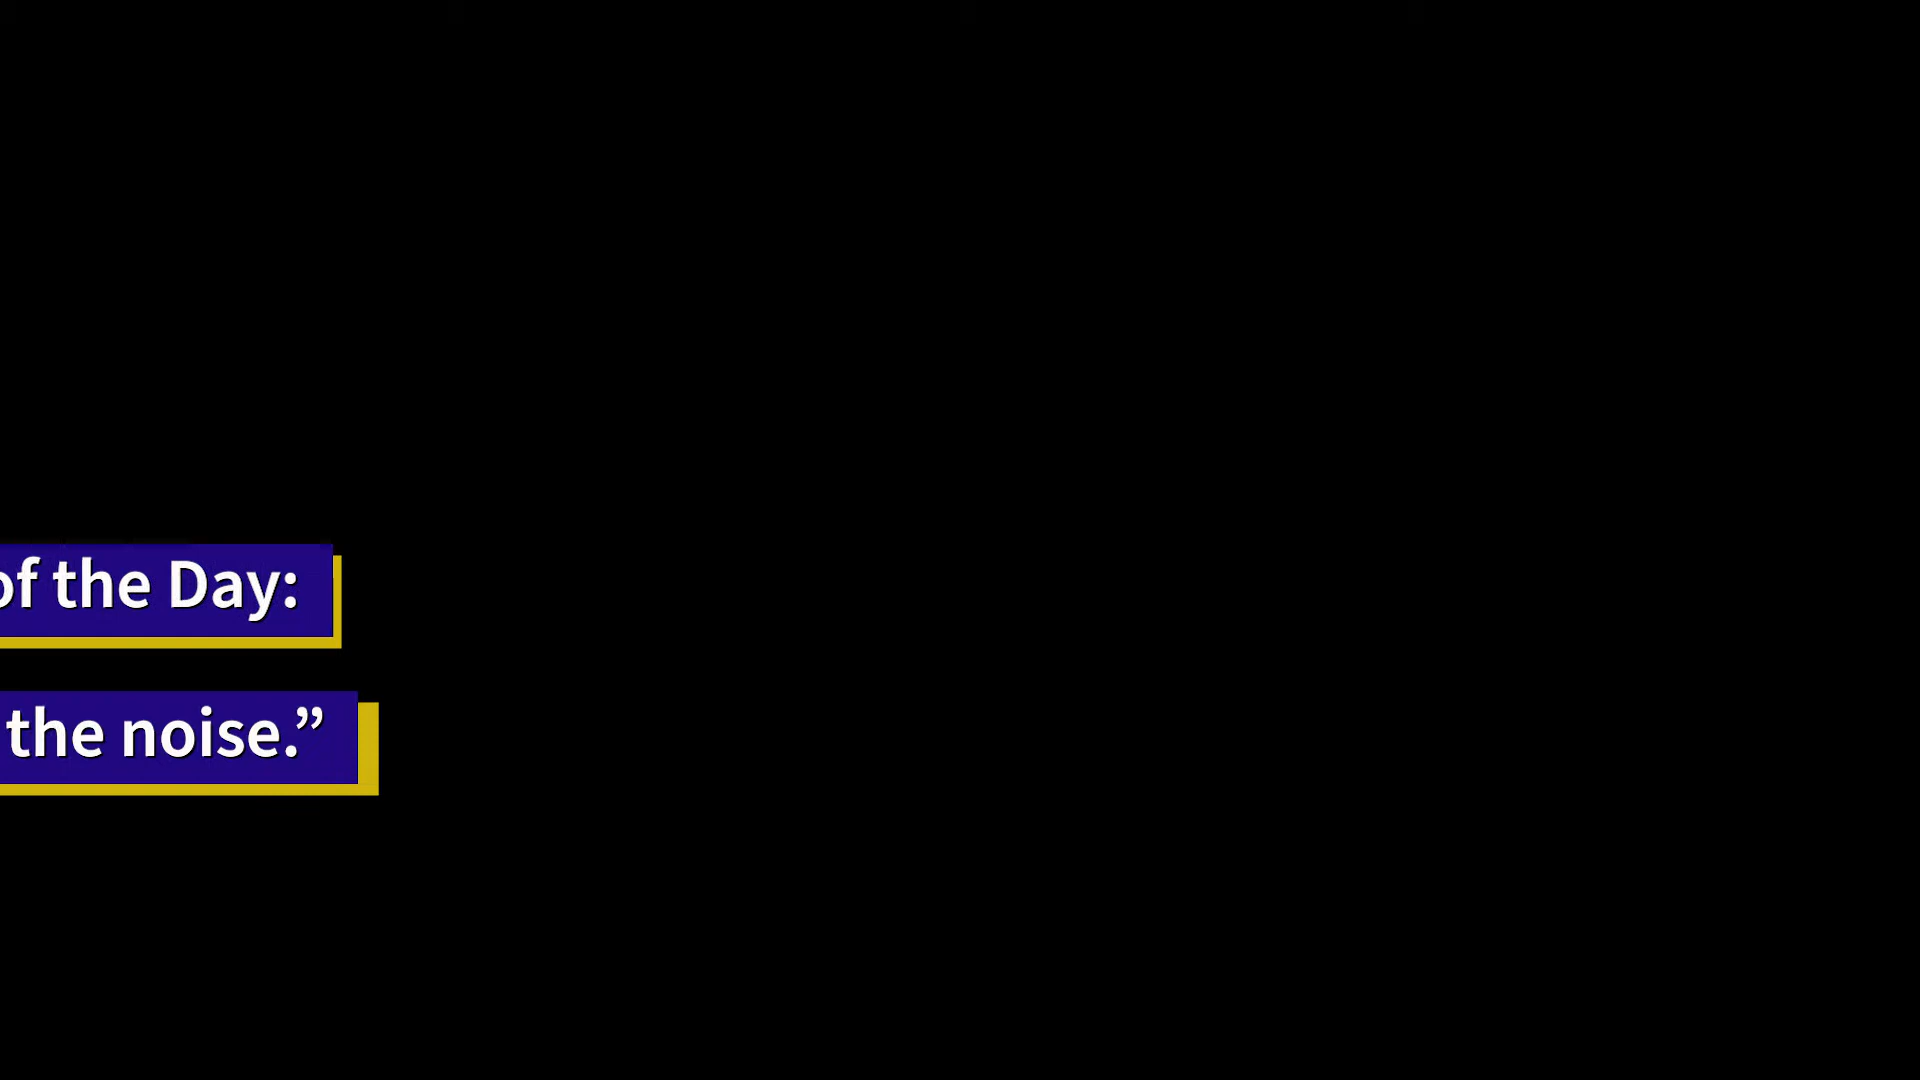 of the Day:
the noise.”